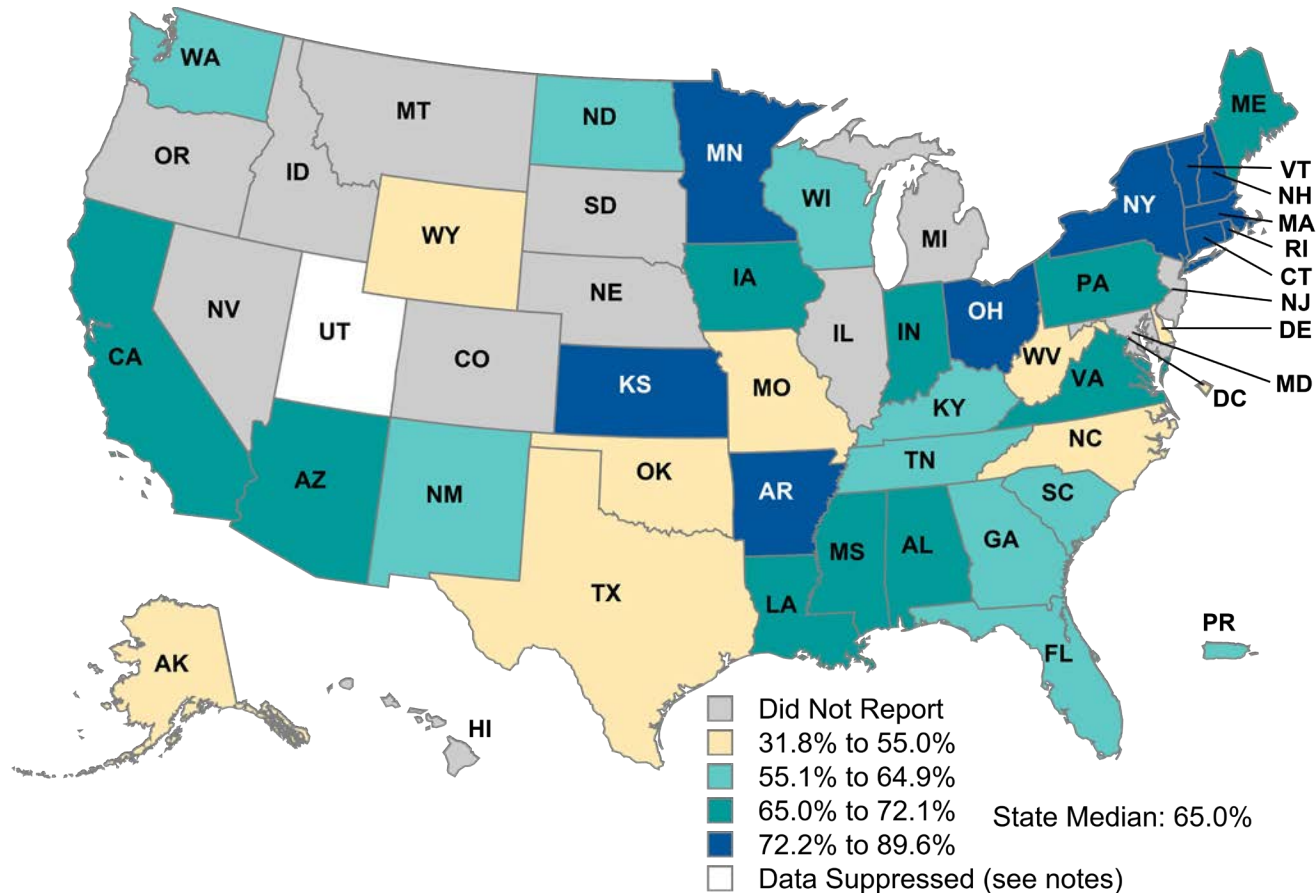 WA
MT
ND
MN
ME
OR
ID
SD
WI
MI
NY
VT
NH
MA
RI
CT
NJ
DE
MD
DC
WY
NE
IA
PA
NV
UT
CO
IL
IN
OH
WV
VA
CA
KS
MO
KY
NC
AZ
NM
OK
AR
TN
SC
TX
LA
MS
AL
GA
FL
PR
AK
HI
Did Not Report
31.8% to 55.0%
55.1% to 64.9%
65.0% to 72.1%
State Median: 65.0%
72.2% to 89.6%
Data Suppressed (see notes)